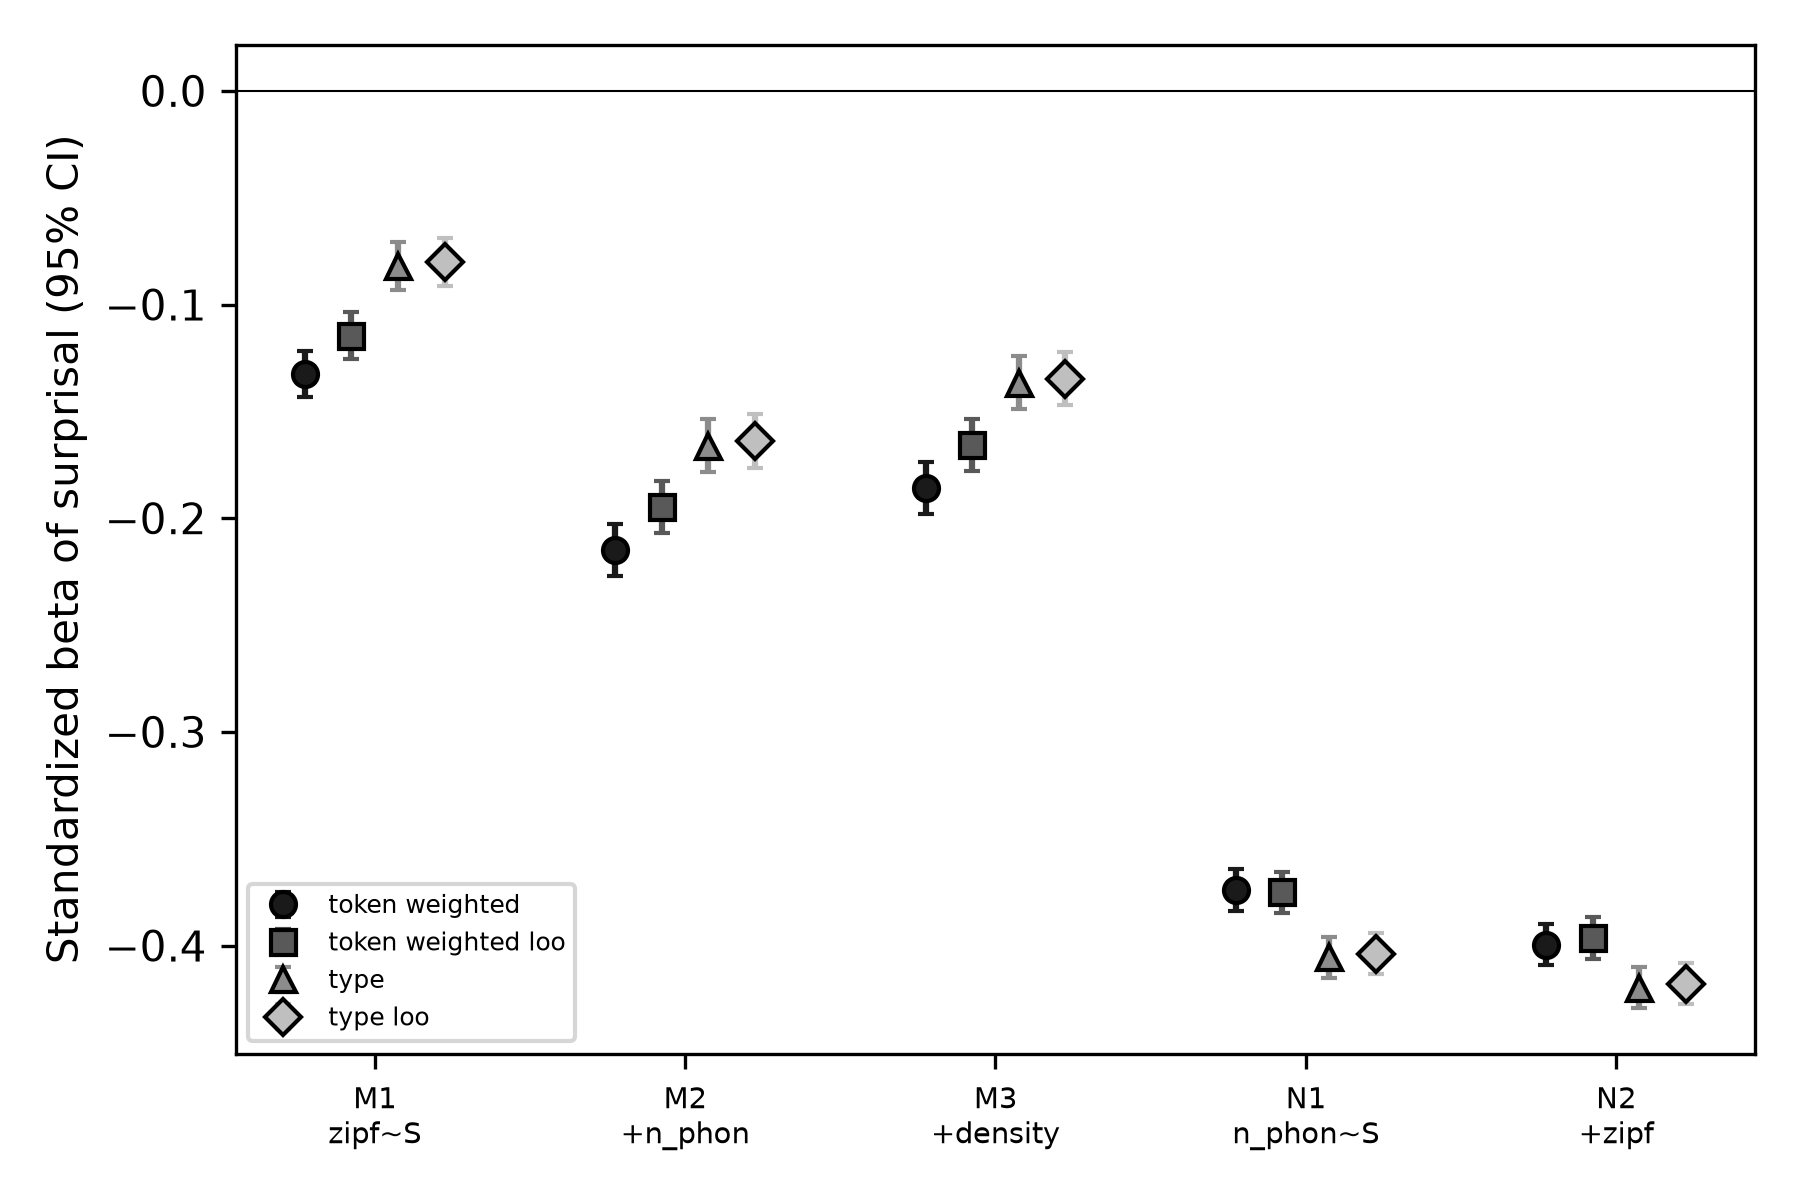 Standardized beta of surprisal (95% CI)
0.0
−0.1
−0.2
−0.3
−0.4
token weighted
token weighted loo
type
type loo
M1
zipf~S
M2
+n_phon
M3
+density
N1
n_phon~S
N2
+zipf